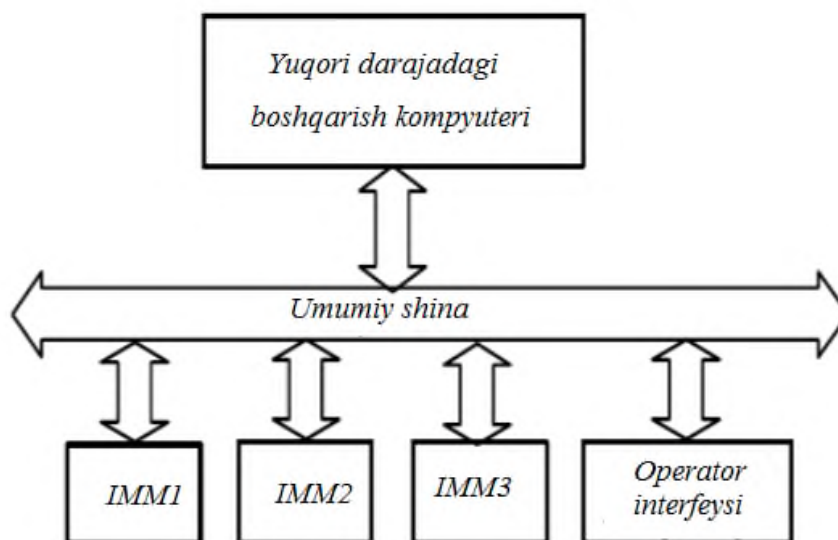 Yuqori darajadagi
boshqarish kompyuteri
Umumiy shina
IMM1
IMM2
IMM3
Operator
interfeysi